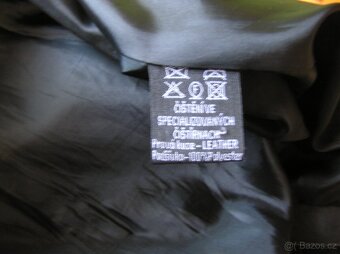 F
ČIŠTĚNÍ VE
SPECIALIZOVANÝCH
ČISTÍRNÁCH
Pravá kůže - LEATHER
Podšívka - 100% Polyester
Bazos.cz